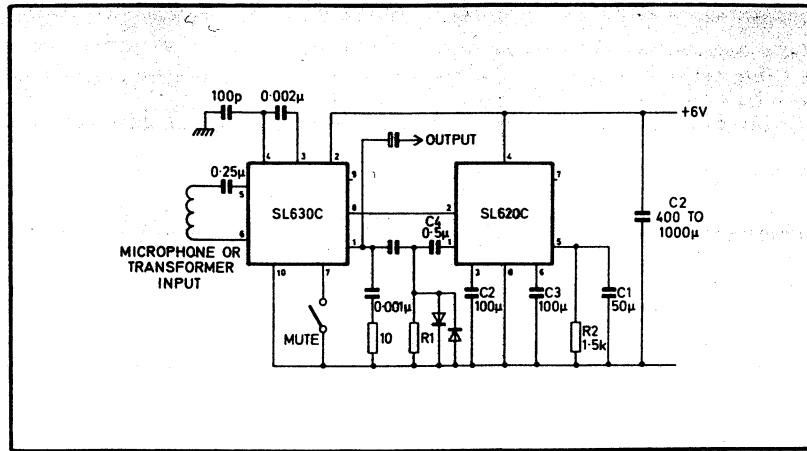 100p
0·002µ
+6V
OUTPUT
4
3
2
4
0·25µ
9
7
5
SL630C
8
2
SL620C
C2
400 TO
1000µ
6
1
C4
0·5µ
1
5
MICROPHONE OR
TRANSFORMER
INPUT
10
7
3
8
6
0·001µ
C2
100µ
C3
100µ
C1
50µ
MUTE
10
R1
R2
1·5k